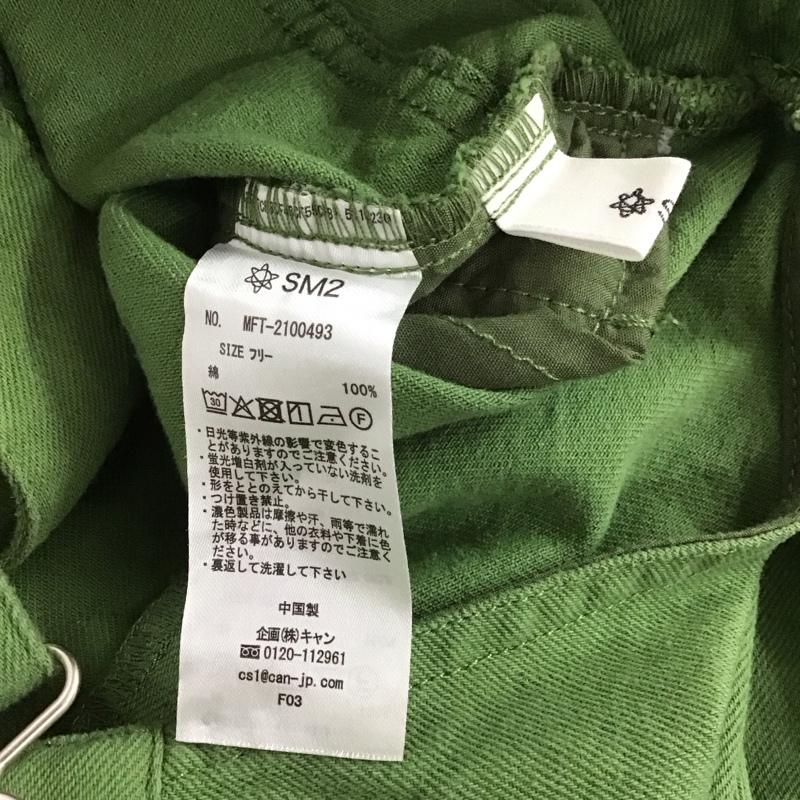 SM2
NO. MFT-2100493
SIZE フリー
綿
100%
30
F
・日光等紫外線の影響で変色するこ
とがありますのでご注意ください。
・蛍光増白剤が入っていない洗剤を
使用して下さい。
・形をととのえてから干して下さい。
・つけ置き禁止。
・濃色製品は摩擦や汗、雨等で濡れ
た時などに、他の衣料や下着に色
が移る事がありますのでご注意く
ださい。
・裏返して洗濯して下さい
中国製
企画(株)キャン
0120-112961
cs1@can-jp.com
F03